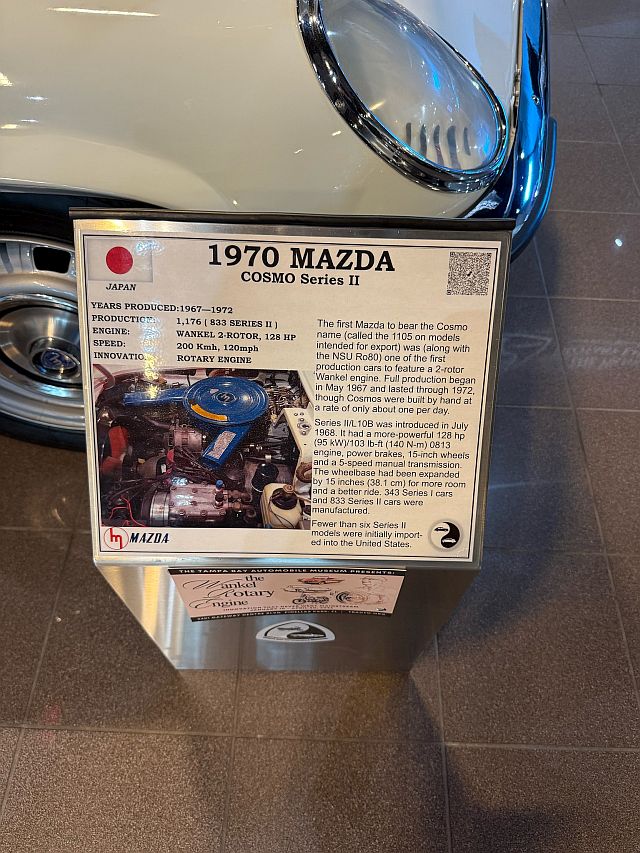 1970 MAZDA
COSMO Series II
JAPAN
YEARS PRODUCED:1967—1972
PRODUCTION: 1,176 ( 833 SERIES II )
ENGINE: WANKEL 2-ROTOR, 128 HP
SPEED: 200 Kmh, 120mph
INNOVATION: ROTARY ENGINE
The first Mazda to bear the Cosmo
name (called the 110S on models
intended for export) was (along with
the NSU Ro80) one of the first
production cars to feature a 2-rotor
Wankel engine. Full production began
in May 1967 and lasted through 1972,
though Cosmos were built by hand at
a rate of only about one per day.
Series II/L10B was introduced in July
1968. It had a more-powerful 128 hp
(95 kW)/103 lb-ft (140 N-m) 0813
engine, power brakes, 15-inch wheels
and a 5-speed manual transmission.
The wheelbase had been expanded
by 15 inches (38.1 cm) for more room
and a better ride. 343 Series I cars
and 833 Series II cars were
manufactured.
Fewer than six Series II
models were initially import-
ed into the United States.
m MAZDA
THE TAMPA BAY AUTOMOBILE MUSEUM PRESENTS:
the
Wankel
Rotary
Engine